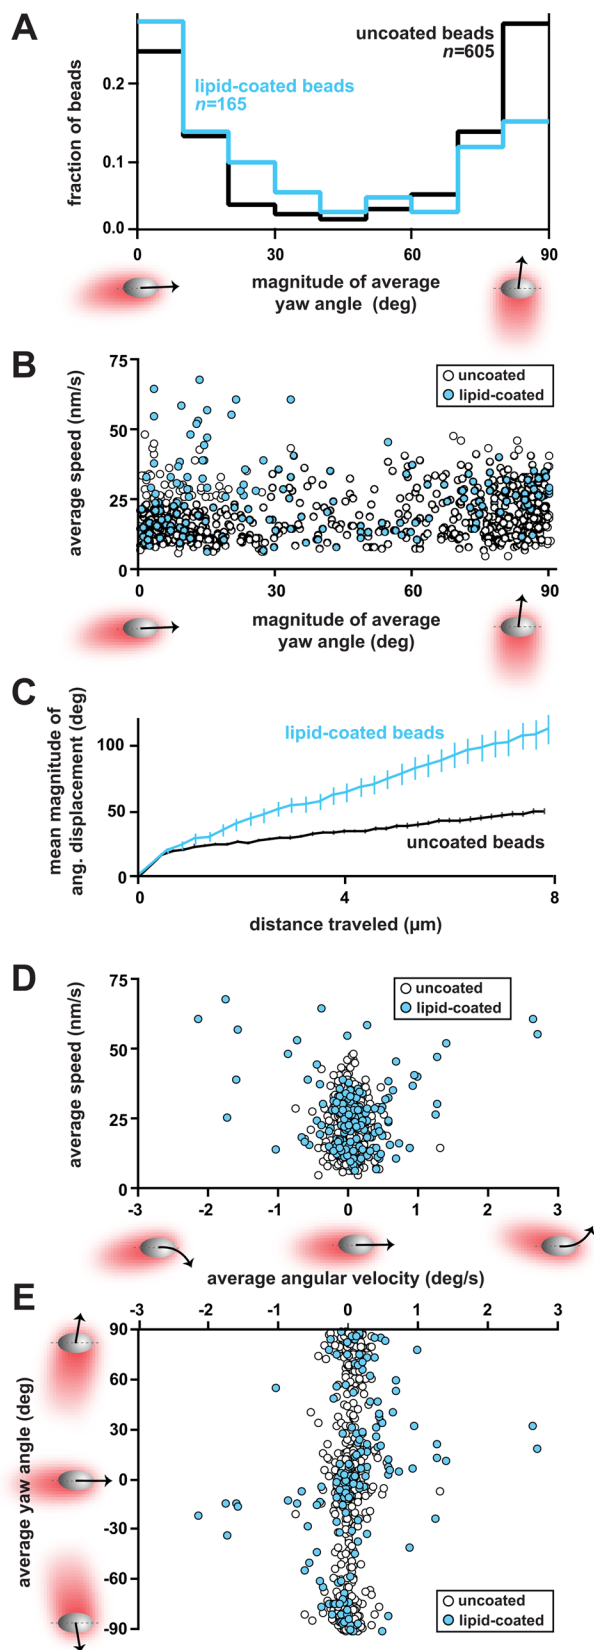 A
fraction of beads
0.2
0.1
0.0
uncoated beads
n=605
lipid-coated beads
n=165
0
30
60
90
magnitude of average
yaw angle (deg)
B
average speed (nm/s)
75
50
25
0
uncoated
lipid-coated
0
30
60
90
magnitude of average
yaw angle (deg)
C
mean magnitude of
ang. displacement (deg)
100
50
0
lipid-coated beads
uncoated beads
0
4
8
distance traveled (μm)
D
average speed (nm/s)
75
50
25
0
uncoated
lipid-coated
-3
-2
-1
0
1
2
3
average angular velocity (deg/s)
E
-3
-2
-1
0
1
2
3
average yaw angle (deg)
90
60
30
0
-30
-60
-90
uncoated
lipid-coated